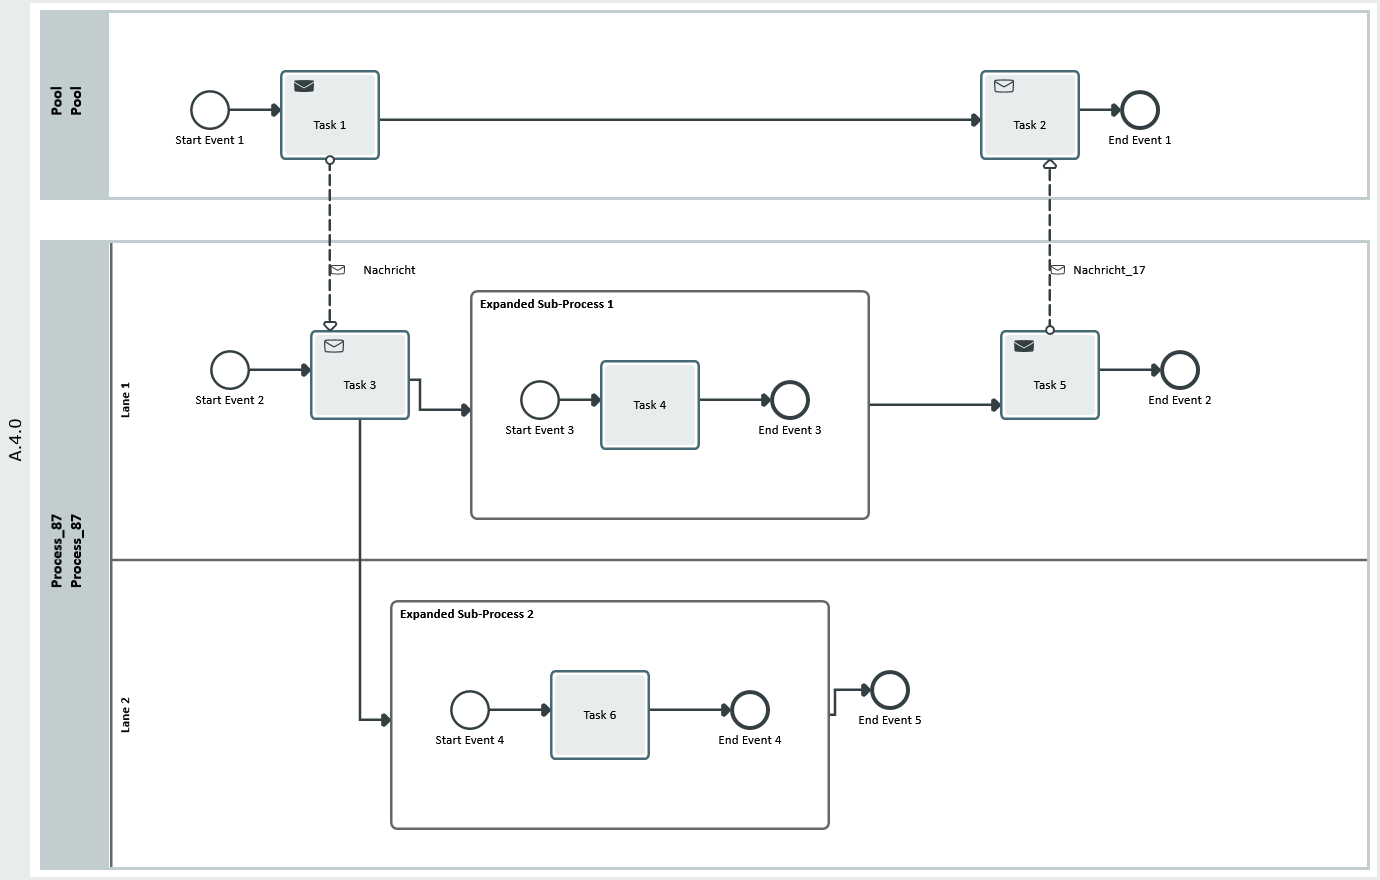 A.4.0
Pool
Pool
Start Event 1
Task 1
Task 2
End Event 1
Process_87
Process_87
Lane 1
Nachricht
Nachricht_17
Start Event 2
Task 3
Expanded Sub-Process 1
Start Event 3
Task 4
End Event 3
Task 5
End Event 2
Lane 2
Expanded Sub-Process 2
Start Event 4
Task 6
End Event 4
End Event 5